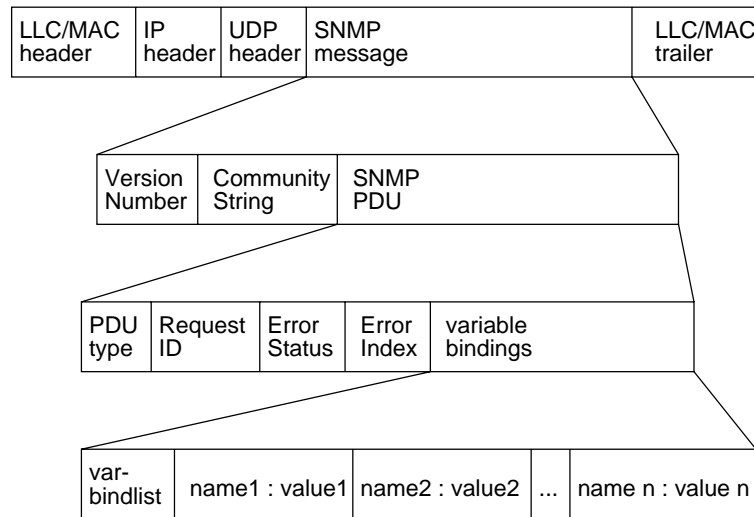 LLC/MAC header
IP header
UDP header
SNMP message
LLC/MAC trailer
Version Number
Community String
SNMP PDU
PDU type
Request ID
Error Status
Error Index
variable bindings
var-
bindlist
name1 : value1
name2 : value2
...
name n : value n